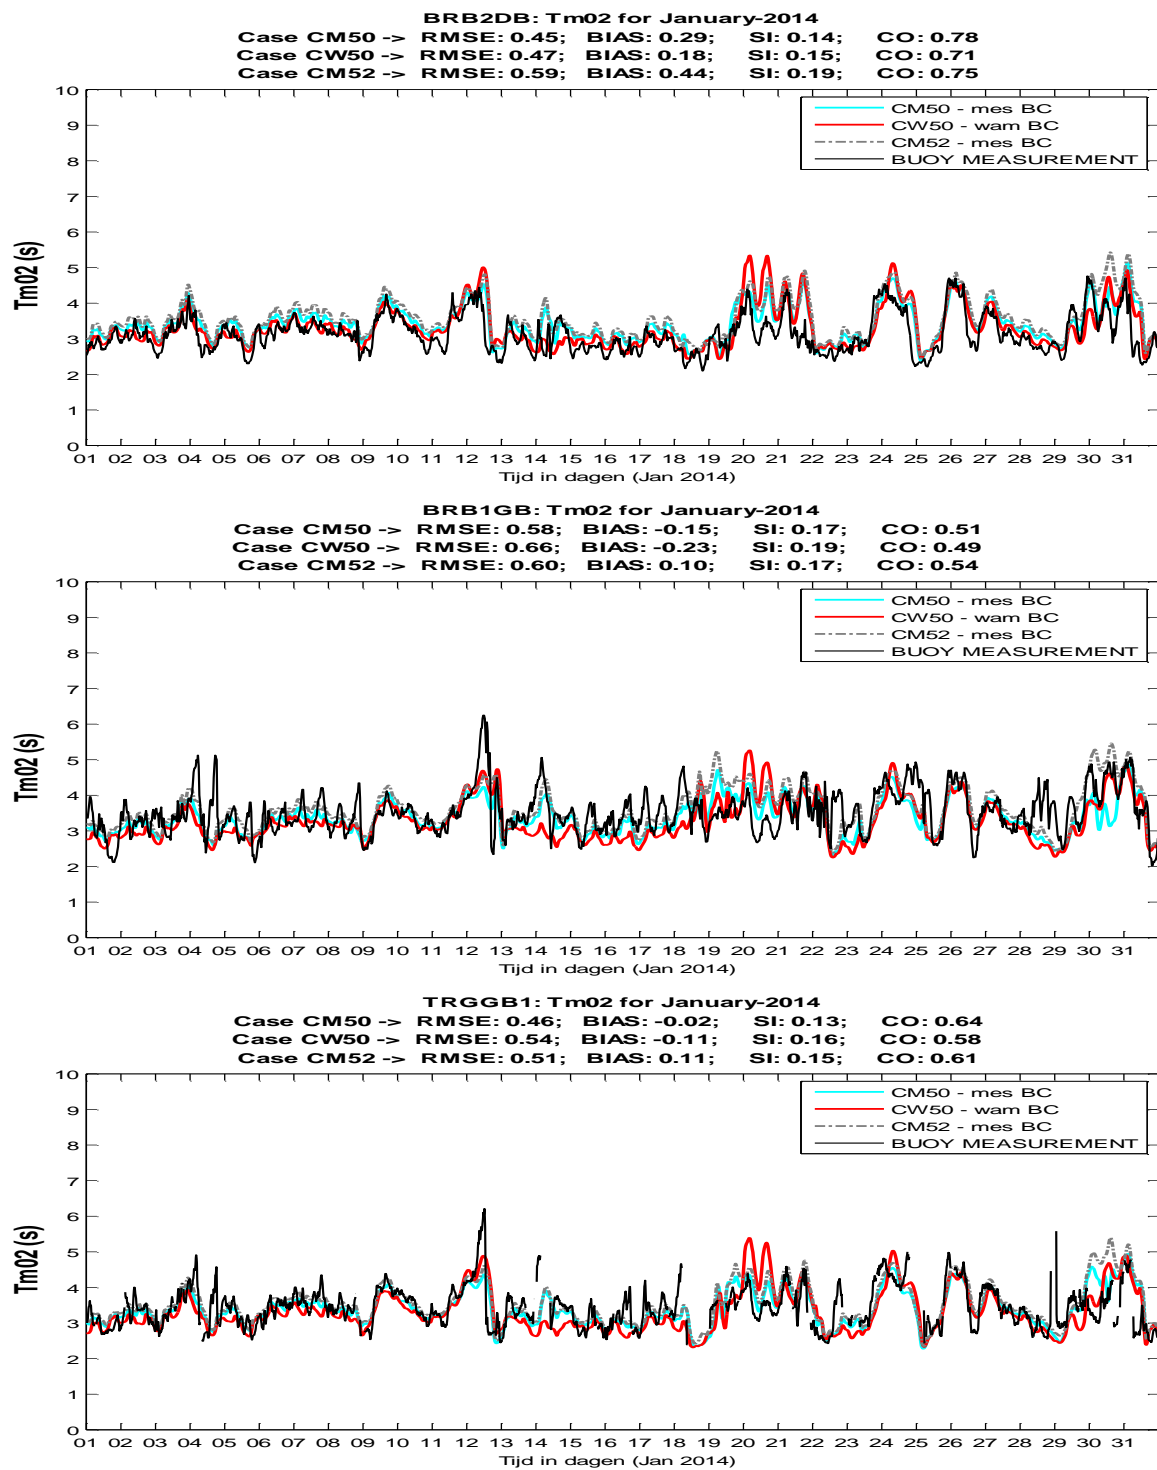 BRB2DB: Tm02 for January-2014
Case CM50 -> RMSE: 0.45; BIAS: 0.29; SI: 0.14; CO: 0.78
Case CW50 -> RMSE: 0.47; BIAS: 0.18; SI: 0.15; CO: 0.71
Case CM52 -> RMSE: 0.59; BIAS: 0.44; SI: 0.19; CO: 0.75
CM50 - mes BC
CW50 - wam BC
CM52 - mes BC
BUOY MEASUREMENT
10
9
8
7
6
5
4
3
2
1
0
Tm02 (s)
01 02 03 04 05 06 07 08 09 10 11 12 13 14 15 16 17 18 19 20 21 22 23 24 25 26 27 28 29 30 31
Tijd in dagen (Jan 2014)
BRB1GB: Tm02 for January-2014
Case CM50 -> RMSE: 0.58; BIAS: -0.15; SI: 0.17; CO: 0.51
Case CW50 -> RMSE: 0.66; BIAS: -0.23; SI: 0.19; CO: 0.49
Case CM52 -> RMSE: 0.60; BIAS: 0.10; SI: 0.17; CO: 0.54
CM50 - mes BC
CW50 - wam BC
CM52 - mes BC
BUOY MEASUREMENT
10
9
8
7
6
5
4
3
2
1
0
Tm02 (s)
01 02 03 04 05 06 07 08 09 10 11 12 13 14 15 16 17 18 19 20 21 22 23 24 25 26 27 28 29 30 31
Tijd in dagen (Jan 2014)
TRGGB1: Tm02 for January-2014
Case CM50 -> RMSE: 0.46; BIAS: -0.02; SI: 0.13; CO: 0.64
Case CW50 -> RMSE: 0.54; BIAS: -0.11; SI: 0.16; CO: 0.58
Case CM52 -> RMSE: 0.51; BIAS: 0.11; SI: 0.15; CO: 0.61
CM50 - mes BC
CW50 - wam BC
CM52 - mes BC
BUOY MEASUREMENT
10
9
8
7
6
5
4
3
2
1
0
Tm02 (s)
01 02 03 04 05 06 07 08 09 10 11 12 13 14 15 16 17 18 19 20 21 22 23 24 25 26 27 28 29 30 31
Tijd in dagen (Jan 2014)